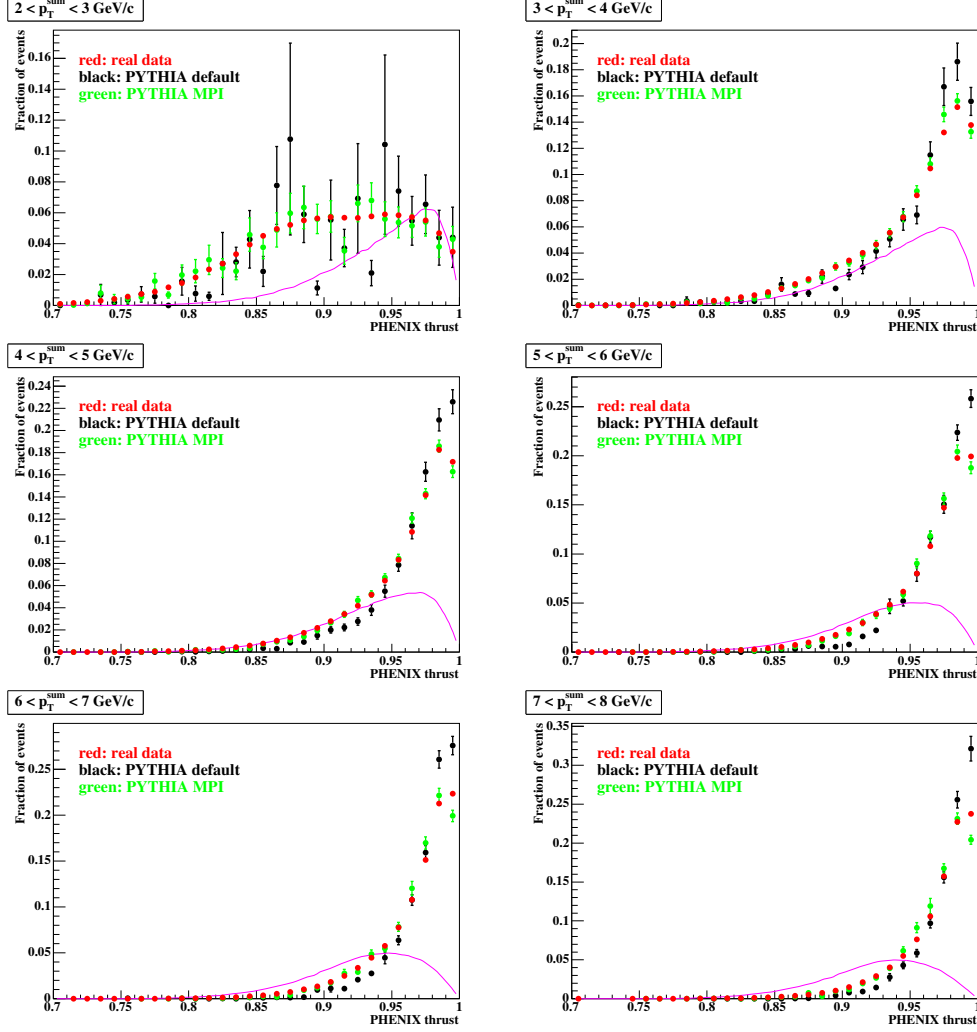 2 < p_T^sum < 3 GeV/c
Fraction of events
0.16
0.14
0.12
0.1
0.08
0.06
0.04
0.02
0
red: real data
black: PYTHIA default
green: PYTHIA MPI
0.7 0.75 0.8 0.85 0.9 0.95 1
PHENIX thrust
3 < p_T^sum < 4 GeV/c
Fraction of events
0.2
0.18
0.16
0.14
0.12
0.1
0.08
0.06
0.04
0.02
0
red: real data
black: PYTHIA default
green: PYTHIA MPI
0.7 0.75 0.8 0.85 0.9 0.95 1
PHENIX thrust
4 < p_T^sum < 5 GeV/c
Fraction of events
0.24
0.22
0.2
0.18
0.16
0.14
0.12
0.1
0.08
0.06
0.04
0.02
0
red: real data
black: PYTHIA default
green: PYTHIA MPI
0.7 0.75 0.8 0.85 0.9 0.95 1
PHENIX thrust
5 < p_T^sum < 6 GeV/c
Fraction of events
0.25
0.2
0.15
0.1
0.05
0
red: real data
black: PYTHIA default
green: PYTHIA MPI
0.7 0.75 0.8 0.85 0.9 0.95 1
PHENIX thrust
6 < p_T^sum < 7 GeV/c
Fraction of events
0.25
0.2
0.15
0.1
0.05
0
red: real data
black: PYTHIA default
green: PYTHIA MPI
0.7 0.75 0.8 0.85 0.9 0.95 1
PHENIX thrust
7 < p_T^sum < 8 GeV/c
Fraction of events
0.35
0.3
0.25
0.2
0.15
0.1
0.05
0
red: real data
black: PYTHIA default
green: PYTHIA MPI
0.7 0.75 0.8 0.85 0.9 0.95 1
PHENIX thrust